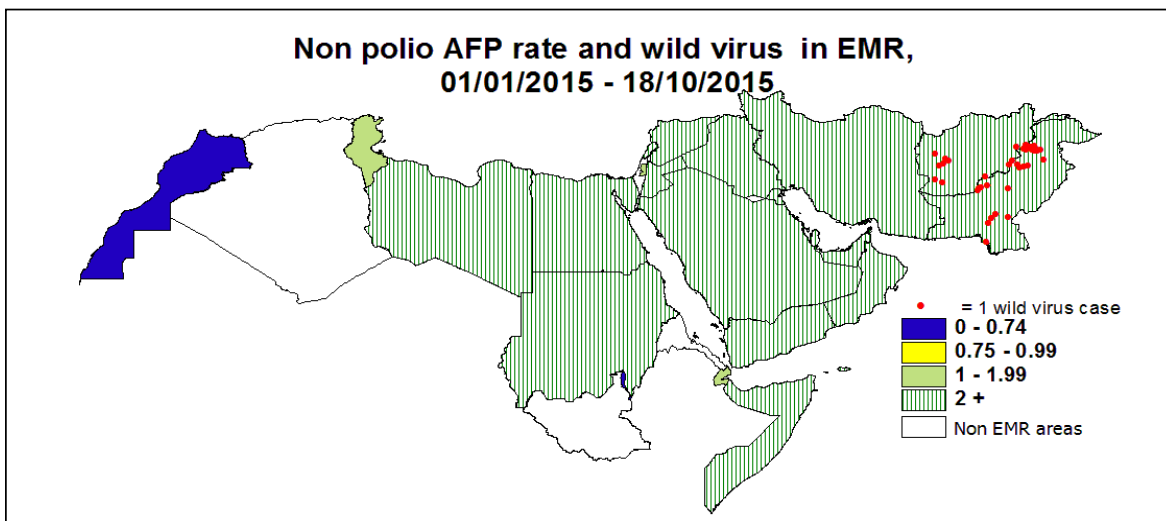 Non polio AFP rate and wild virus in EMR,
01/01/2015 - 18/10/2015
= 1 wild virus case
0 - 0.74
0.75 - 0.99
1 - 1.99
2 +
Non EMR areas